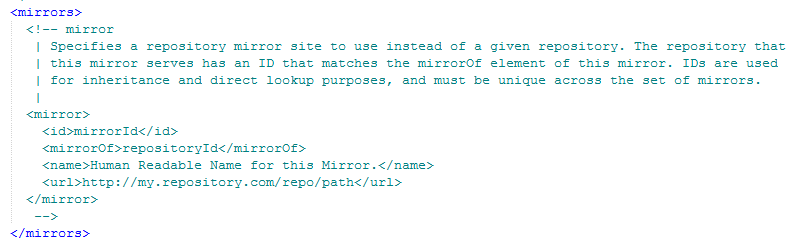 <mirrors>
<!-- mirror
| Specifies a repository mirror site to use instead of a given repository. The repository that
| this mirror serves has an ID that matches the mirrorOf element of this mirror. IDs are used
| for inheritance and direct lookup purposes, and must be unique across the set of mirrors.
|
<mirror>
<id>mirrorId</id>
<mirrorOf>repositoryId</mirrorOf>
<name>Human Readable Name for this Mirror.</name>
<url>http://my.repository.com/repo/path</url>
</mirror>
-->
</mirrors>